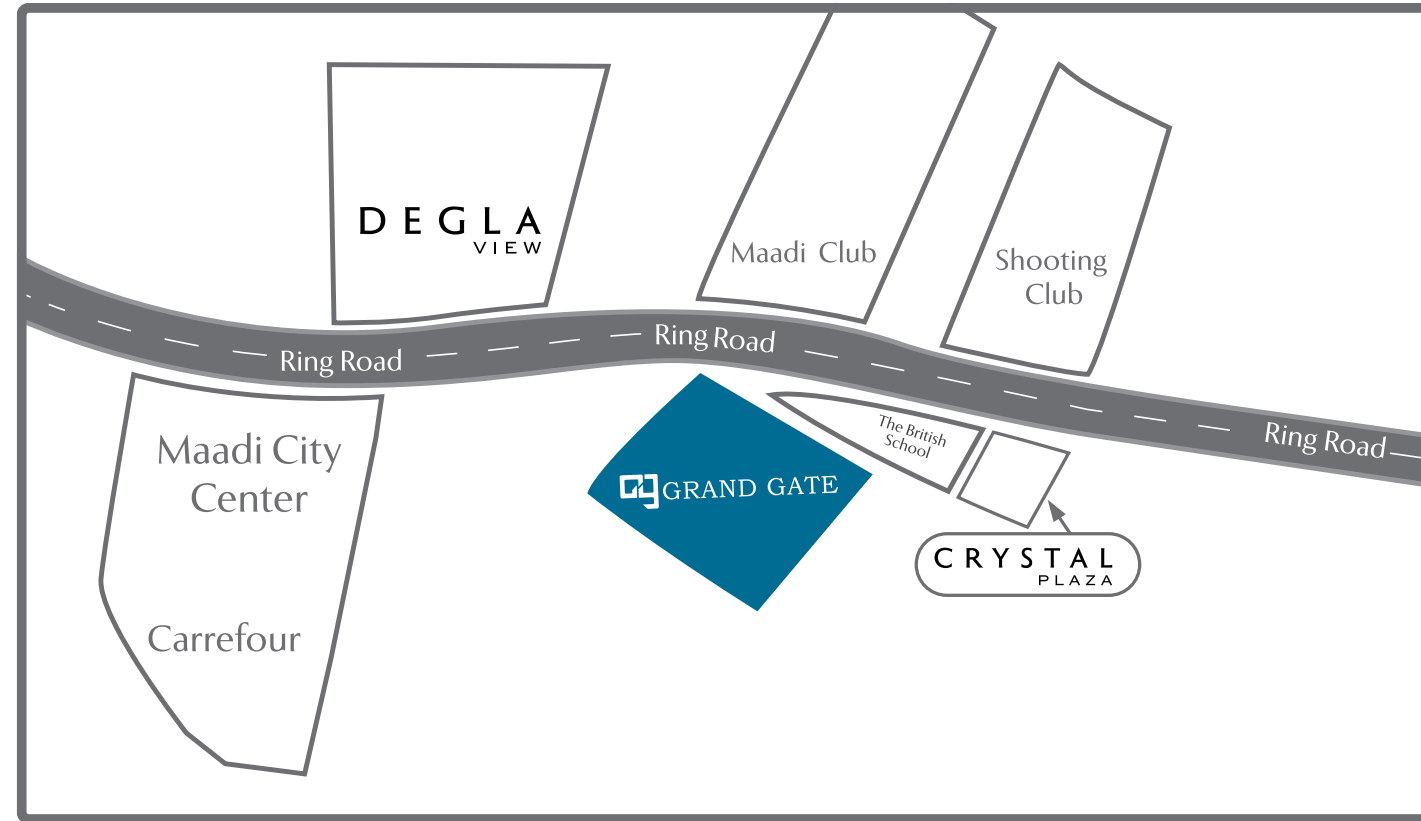 DEGLA
VIEW
Maadi Club
Shooting
Club
Ring Road
Ring Road
Ring Road
Maadi City
Center
Carrefour
GRAND GATE
The British
School
CRYSTAL
PLAZA